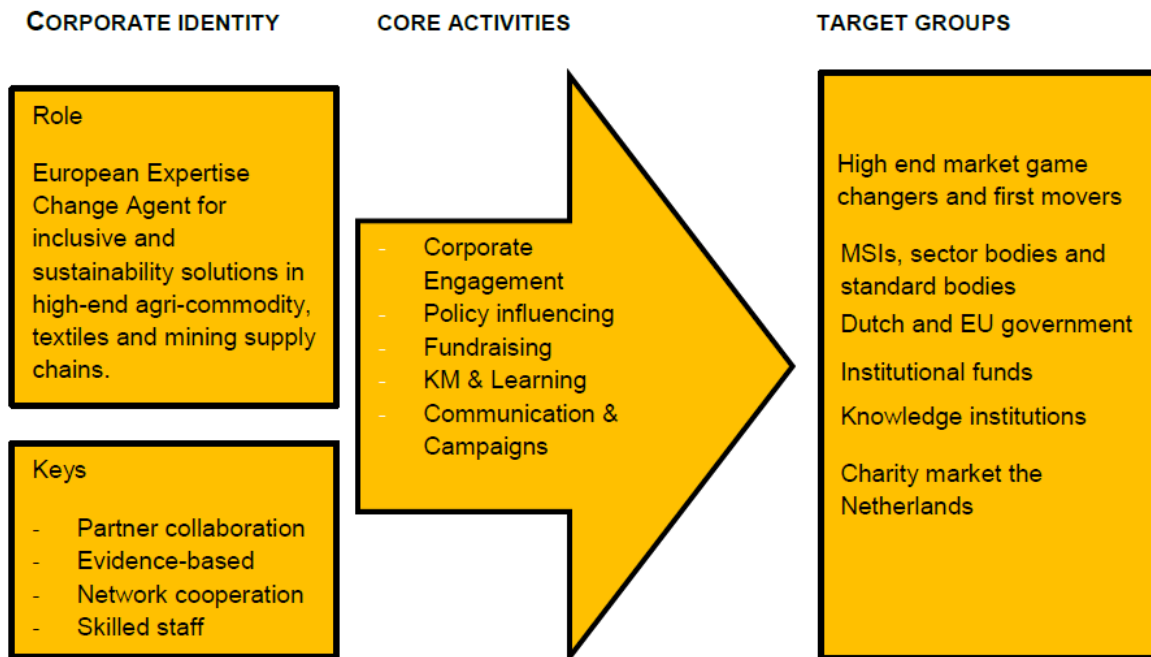 CORPORATE IDENTITY
CORE ACTIVITIES
TARGET GROUPS
Role
European Expertise
Change Agent for
inclusive and
sustainability solutions in
high-end agri-commodity,
textiles and mining supply
chains.
Keys
- Partner collaboration
- Evidence-based
- Network cooperation
- Skilled staff
- Corporate
Engagement
- Policy influencing
- Fundraising
- KM & Learning
- Communication &
Campaigns
High end market game
changers and first movers
MSIs, sector bodies and
standard bodies
Dutch and EU government
Institutional funds
Knowledge institutions
Charity market the
Netherlands